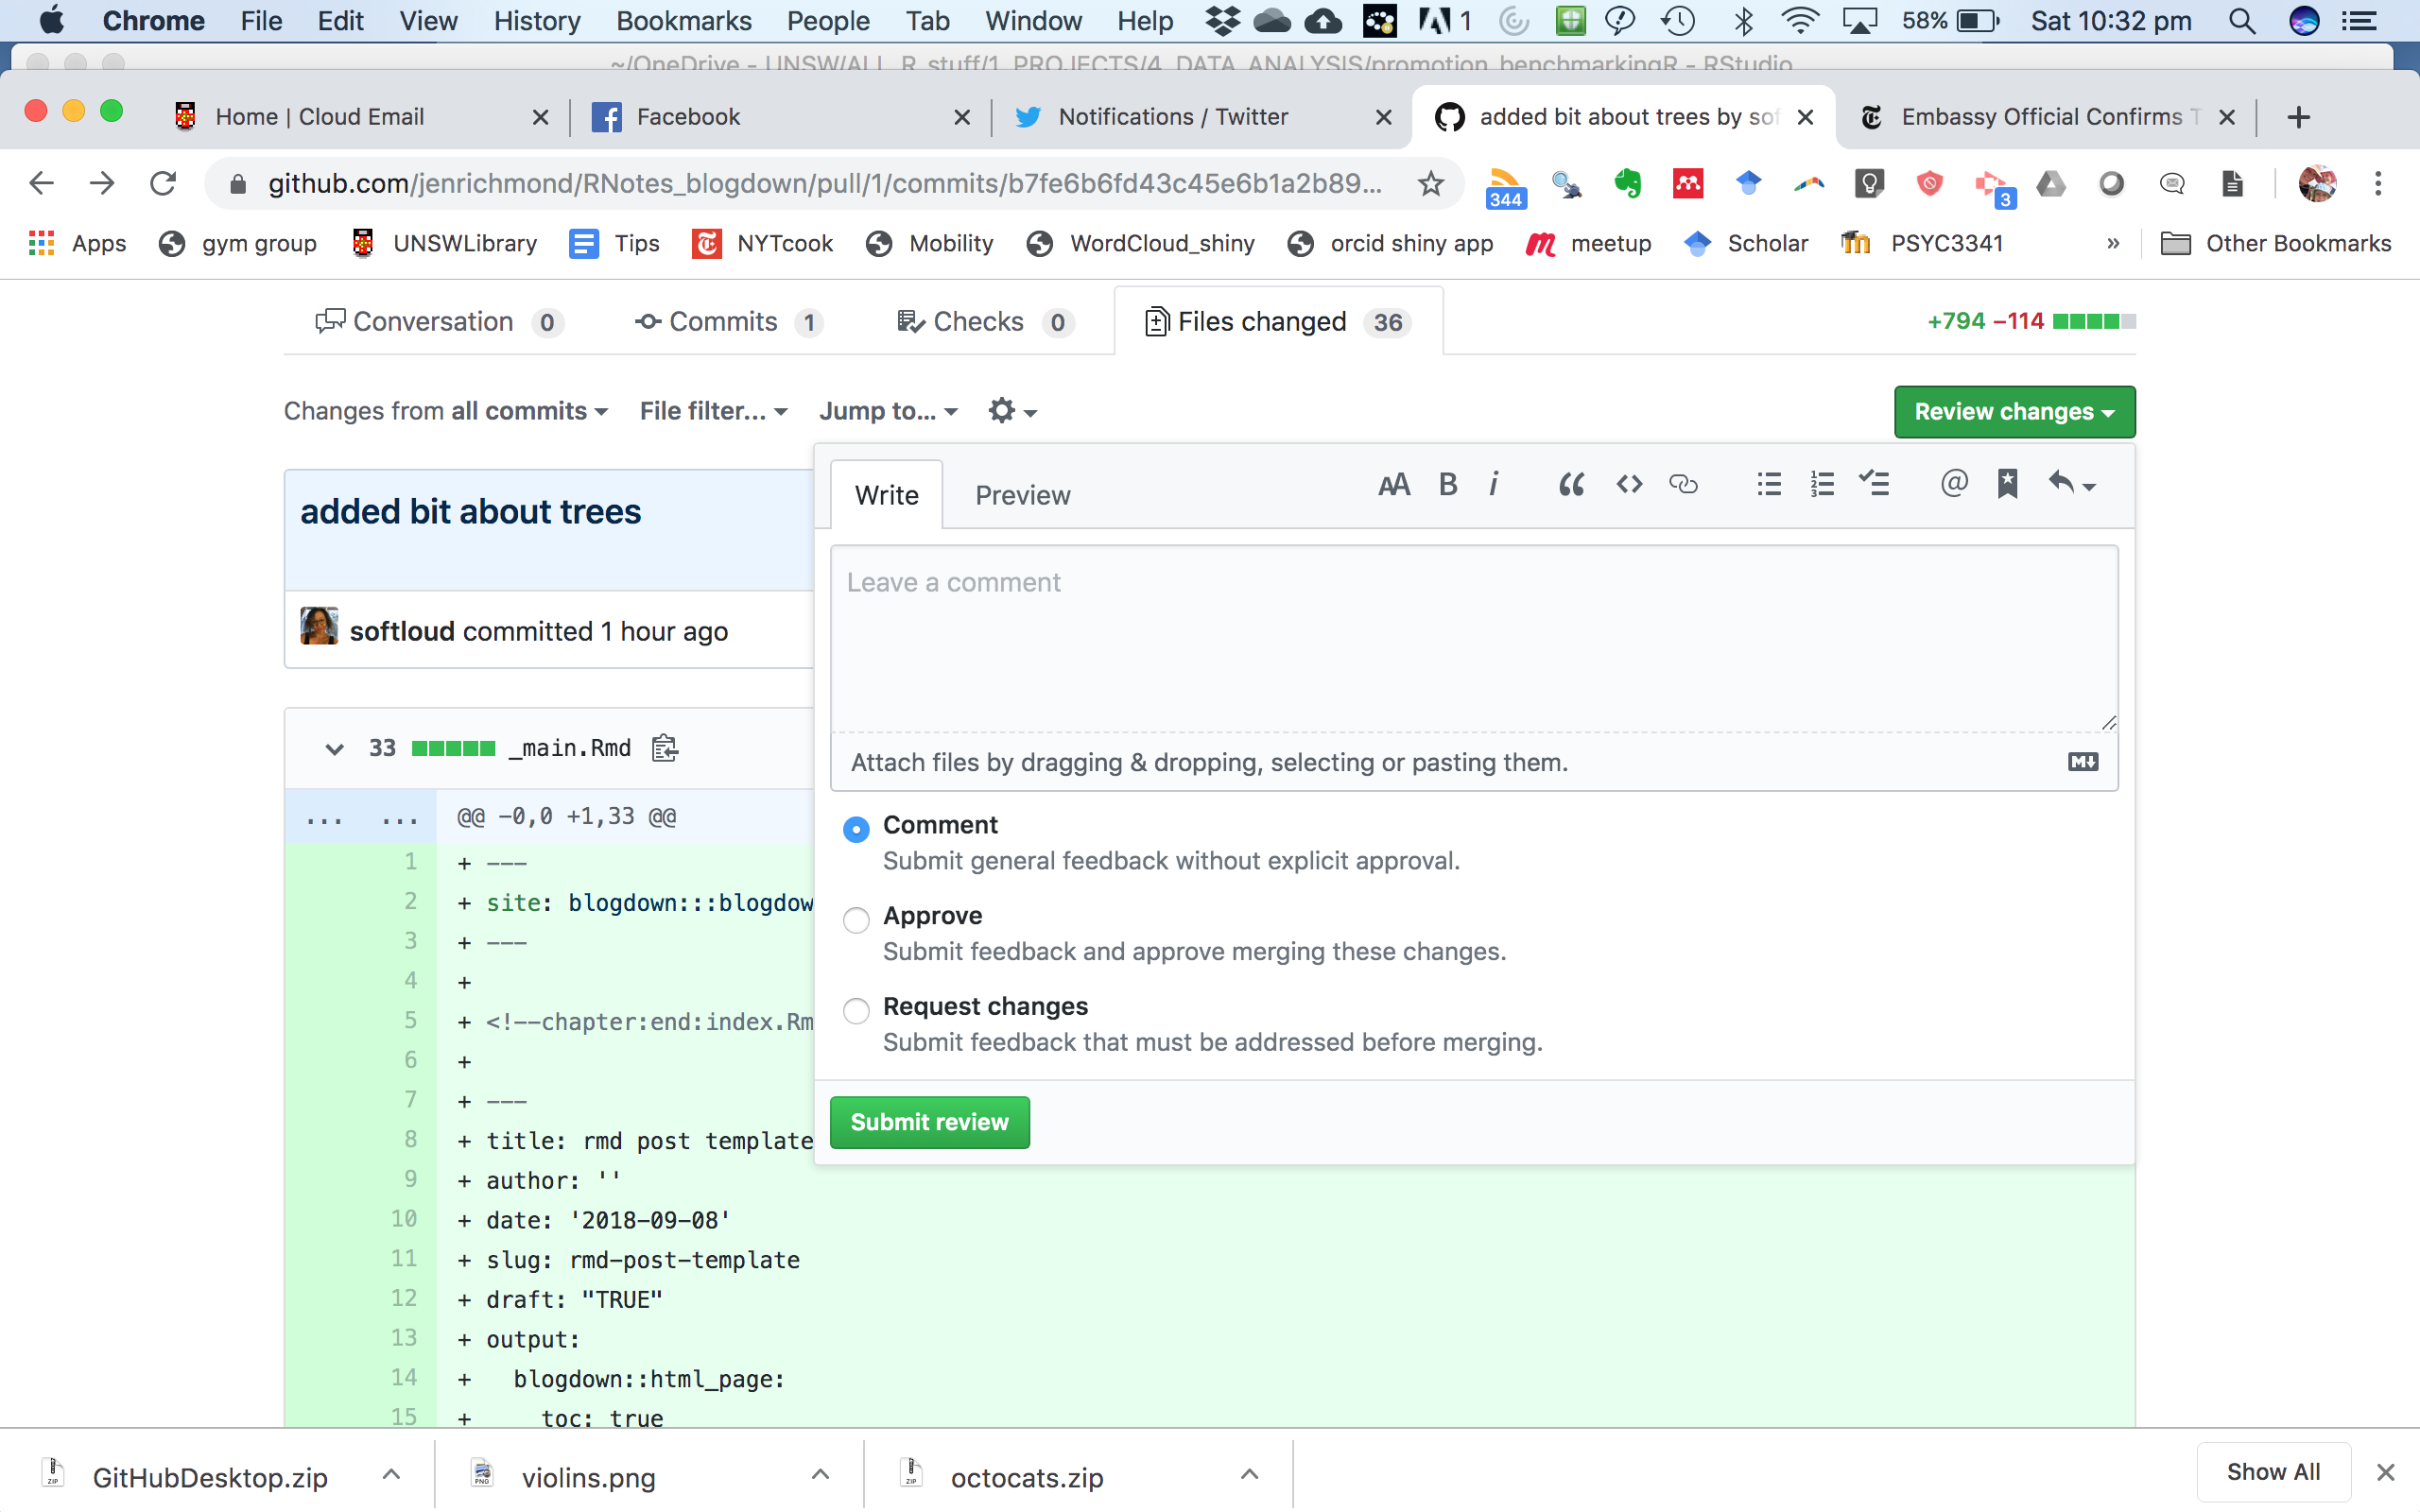 Chrome File Edit View History Bookmarks People Tab Window Help 1 58% Sat 10:32 pm
~/OneDrive - UNSW/ALL_R_stuff/1_PROJECTS/4_DATA_ANALYSIS/promotion_benchmarkingR - RStudio
Home | Cloud Email Facebook Notifications / Twitter added bit about trees by sof Embassy Official Confirms T
github.com/jenrichmond/RNotes_blogdown/pull/1/commits/b7fe6b6fd43c45e6b1a2b89... 344 3
Apps gym group UNSWLibrary Tips NYTcook Mobility WordCloud_shiny orcid shiny app meetup Scholar PSYC3341 » Other Bookmarks
Conversation 0 Commits 1 Checks 0 Files changed 36 +794 −114
Changes from all commits File filter... Jump to... Review changes
Write Preview
added bit about trees
Leave a comment
softloud committed 1 hour ago
Attach files by dragging & dropping, selecting or pasting them.
33 _main.Rmd
... ... @@ -0,0 +1,33 @@
1 + ---
2 + site: blogdown:::blogdow
3 + ---
4 +
5 + <!--chapter:end:index.Rm
6 +
7 + ---
8 + title: rmd post template
9 + author: ''
10 + date: '2018-09-08'
11 + slug: rmd-post-template
12 + draft: "TRUE"
13 + output:
14 + blogdown::html_page:
15 + toc: true
Comment
Submit general feedback without explicit approval.
Approve
Submit feedback and approve merging these changes.
Request changes
Submit feedback that must be addressed before merging.
Submit review
GitHubDesktop.zip violins.png octocats.zip Show All